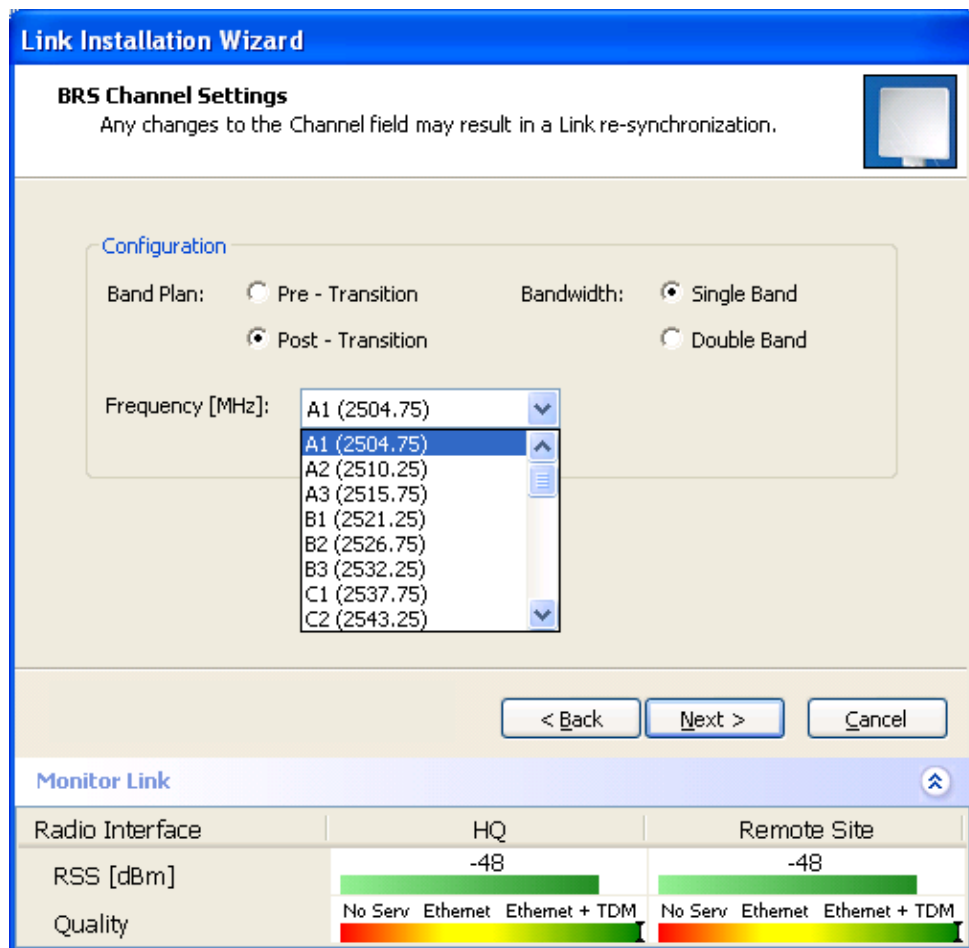 Link Installation Wizard
BRS Channel Settings
Any changes to the Channel field may result in a Link re-synchronization.
Configuration
Band Plan: Pre - Transition Bandwidth: Single Band
Post - Transition Double Band
Frequency [MHz]: A1 (2504.75)
A1 (2504.75)
A2 (2510.25)
A3 (2515.75)
B1 (2521.25)
B2 (2526.75)
B3 (2532.25)
C1 (2537.75)
C2 (2543.25)
< Back Next > Cancel
Monitor Link
Radio Interface HQ Remote Site
RSS [dBm] -48 -48
Quality No Serv Ethernet Ethernet + TDM No Serv Ethernet Ethernet + TDM